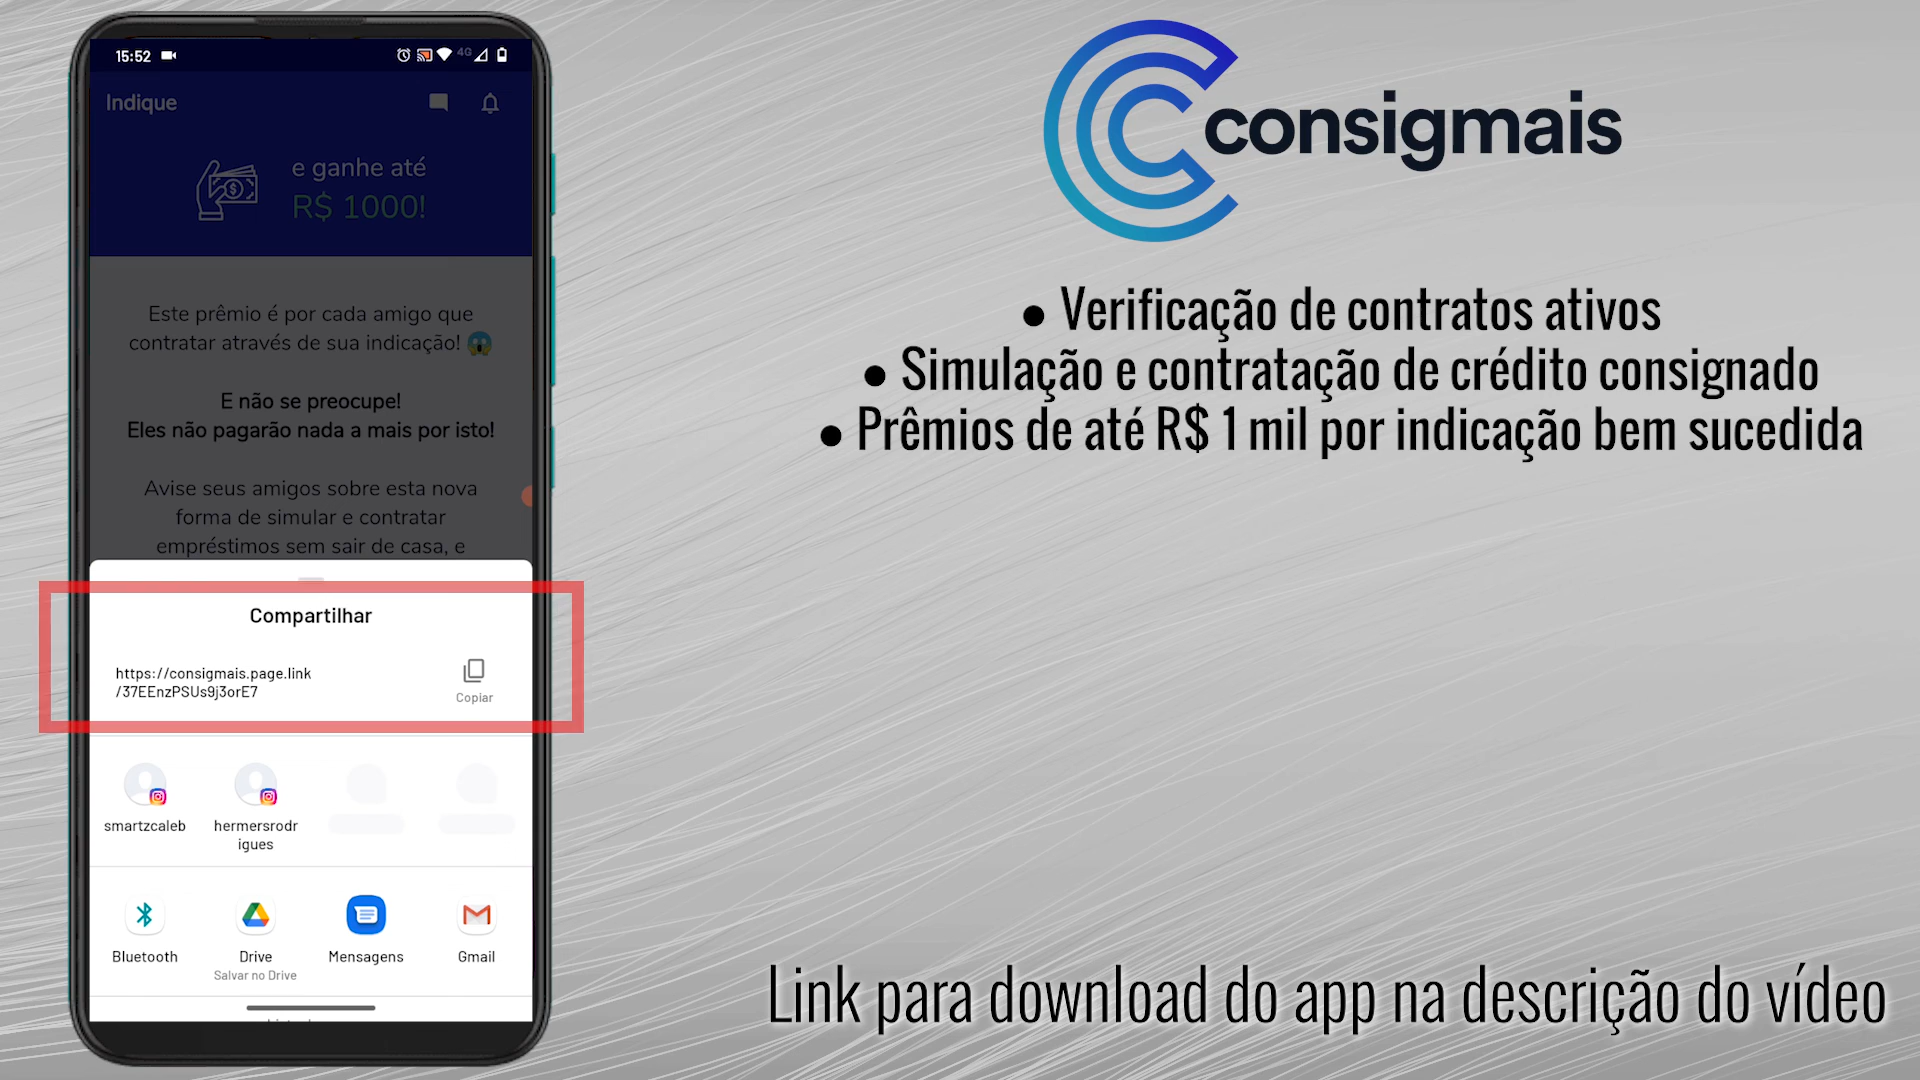 15:52
4G
Indique
e ganhe até
R$ 1000!
Este prêmio é por cada amigo que
contratar através de sua indicação! 😱
E não se preocupe!
Eles não pagarão nada a mais por isto!
Avise seus amigos sobre esta nova
forma de simular e contratar
empréstimos sem sair de casa, e
Compartilhar
https://consigmais.page.link
/37EEnzPSUs9j3orE7
Copiar
smartzcaleb
hermersrodr
igues
Bluetooth
Drive
Salvar no Drive
Mensagens
Gmail
consigmais
● Verificação de contratos ativos
● Simulação e contratação de crédito consignado
● Prêmios de até R$ 1 mil por indicação bem sucedida
Link para download do app na descrição do vídeo